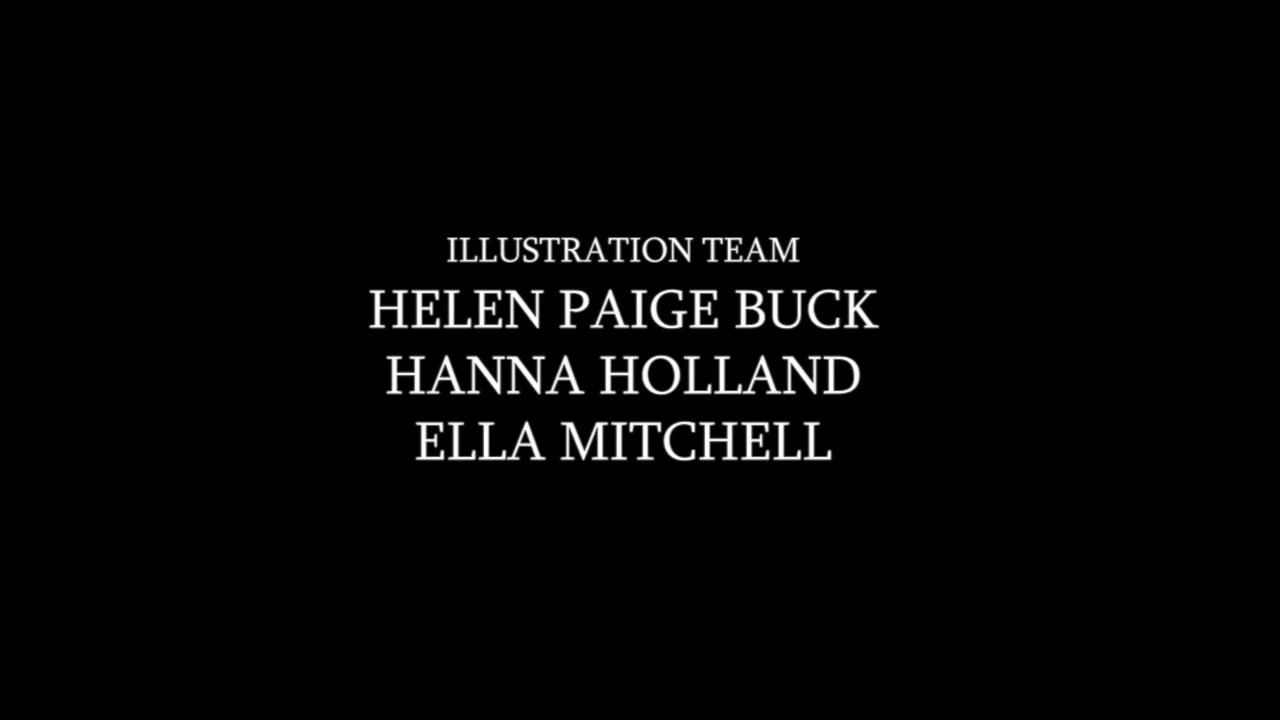 ILLUSTRATION TEAM
HELEN PAIGE BUCK
HANNA HOLLAND
ELLA MITCHELL